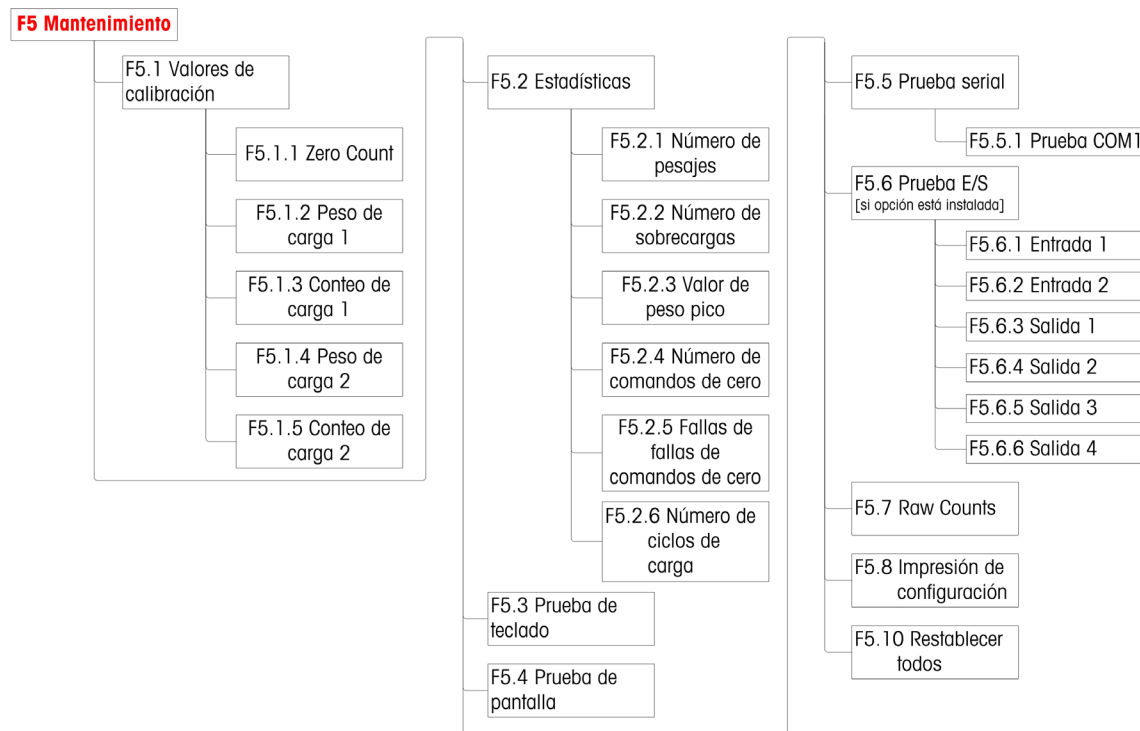 F5 Mantenimiento
F5.1 Valores de
calibración
F5.1.1 Zero Count
F5.1.2 Peso de
carga 1
F5.1.3 Conteo de
carga 1
F5.1.4 Peso de
carga 2
F5.1.5 Conteo de
carga 2
F5.2 Estadísticas
F5.2.1 Número de
pesajes
F5.2.2 Número de
sobrecargas
F5.2.3 Valor de
peso pico
F5.2.4 Número de
comandos de cero
F5.2.5 Fallas de
fallas de
comandos de cero
F5.2.6 Número de
ciclos de
carga
F5.3 Prueba de
teclado
F5.4 Prueba de
pantalla
F5.5 Prueba serial
F5.5.1 Prueba COM1
F5.6 Prueba E/S
[si opción está instalada]
F5.6.1 Entrada 1
F5.6.2 Entrada 2
F5.6.3 Salida 1
F5.6.4 Salida 2
F5.6.5 Salida 3
F5.6.6 Salida 4
F5.7 Raw Counts
F5.8 Impresión de
configuración
F5.10 Restablecer
todos